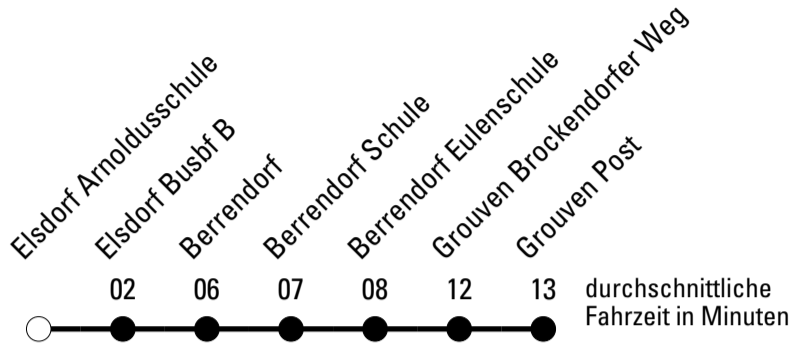 Elsdorf Arnoldusschule
Elsdorf Busbf B
Berrendorf
Berrendorf Schule
Berrendorf Eulenschule
Grouven Brockendorfer Weg
Grouven Post
02 06 07 08 12 13
durchschnittliche
Fahrzeit in Minuten